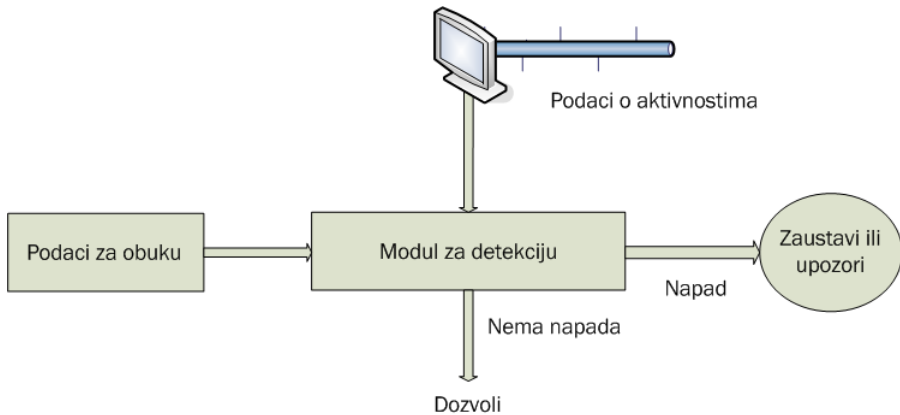 Podaci o aktivnostima
Podaci za obuku
Modul za detekciju
Zaustavi ili
upozori
Napad
Nema napada
Dozvoli